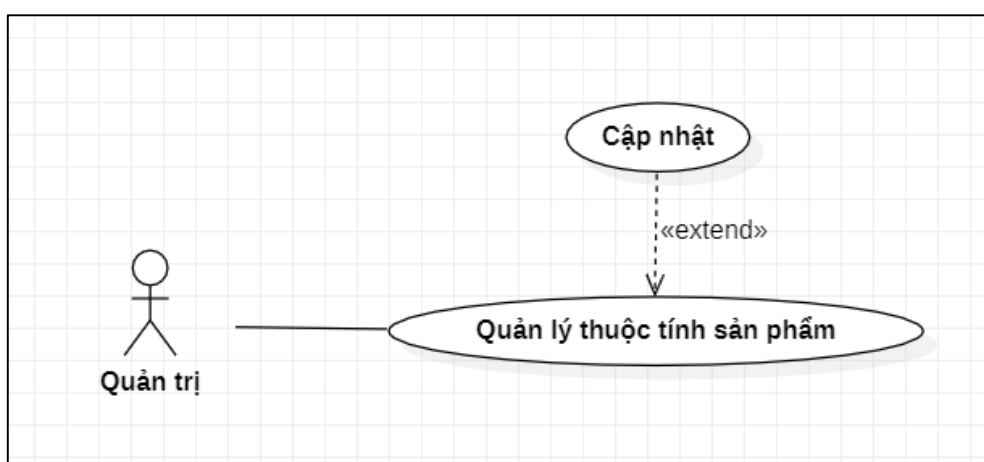 Cập nhật
«extend»
Quản lý thuộc tính sản phẩm
Quản trị